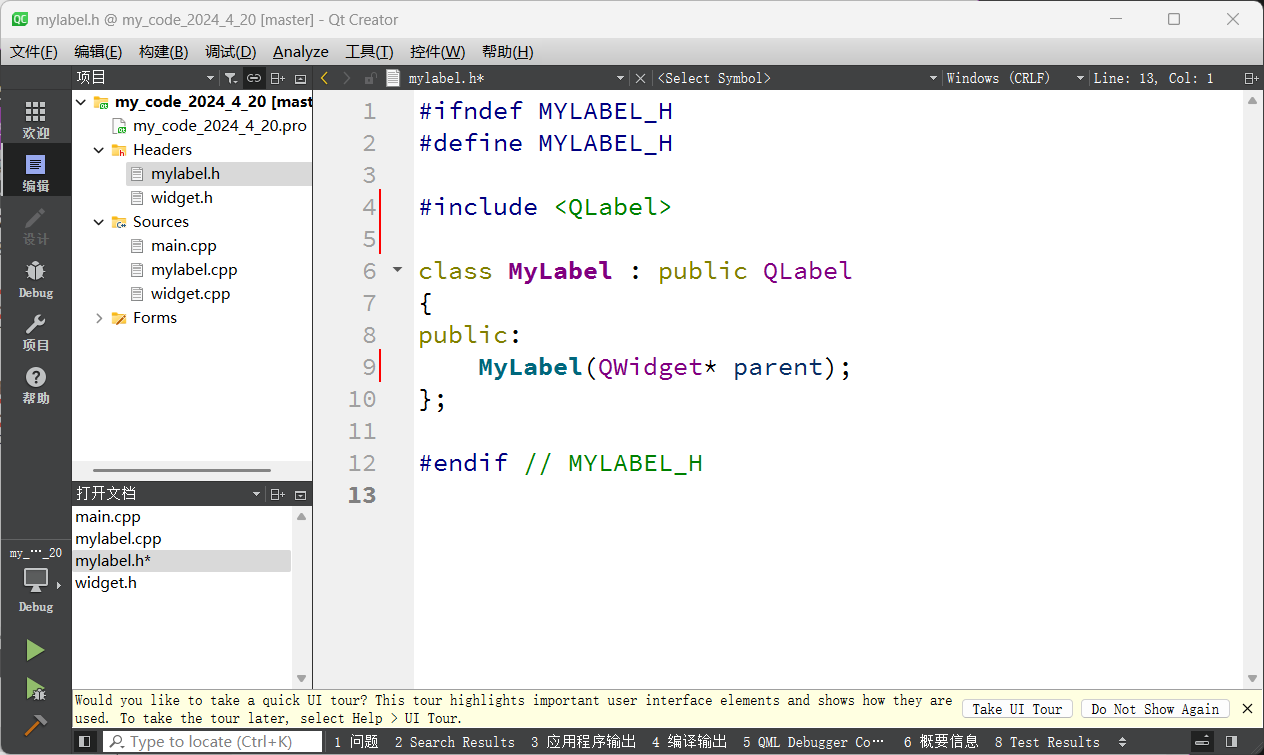 mylabel.h @ my_code_2024_4_20 [master] - Qt Creator
文件(F) 编辑(E) 构建(B) 调试(D) Analyze 工具(T) 控件(W) 帮助(H)
项目
mylabel.h*
<Select Symbol>
Windows (CRLF)
Line: 13, Col: 1
欢迎
编辑
设计
Debug
项目
帮助
my_code_2024_4_20 [mast
my_code_2024_4_20.pro
Headers
mylabel.h
widget.h
Sources
main.cpp
mylabel.cpp
widget.cpp
Forms
1 #ifndef MYLABEL_H
2 #define MYLABEL_H
3
4 #include <QLabel>
5
6 class MyLabel : public QLabel
7 {
8 public:
9 MyLabel(QWidget* parent);
10 };
11
12 #endif // MYLABEL_H
13
打开文档
main.cpp
mylabel.cpp
mylabel.h*
widget.h
my_…_20
Debug
Would you like to take a quick UI tour? This tour highlights important user interface elements and shows how they are
used. To take the tour later, select Help > UI Tour.
Take UI Tour
Do Not Show Again
Type to locate (Ctrl+K)
1 问题 2 Search Results 3 应用程序输出 4 编译输出 5 QML Debugger Co… 6 概要信息 8 Test Results